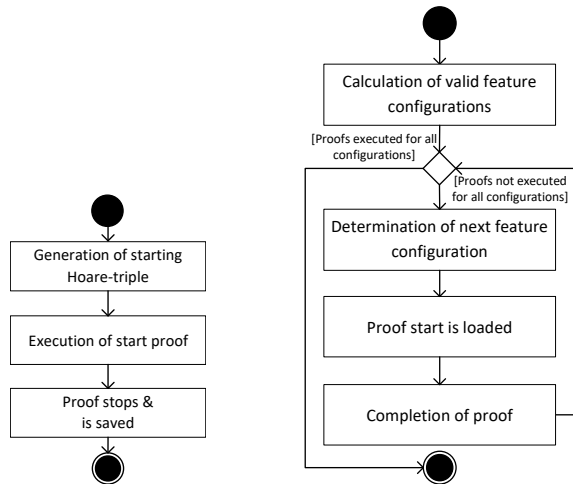 Generation of starting
Hoare-triple
Execution of start proof
Proof stops &
is saved
Calculation of valid feature
configurations
[Proofs executed for all
configurations]
[Proofs not executed
for all configurations]
Determination of next feature
configuration
Proof start is loaded
Completion of proof